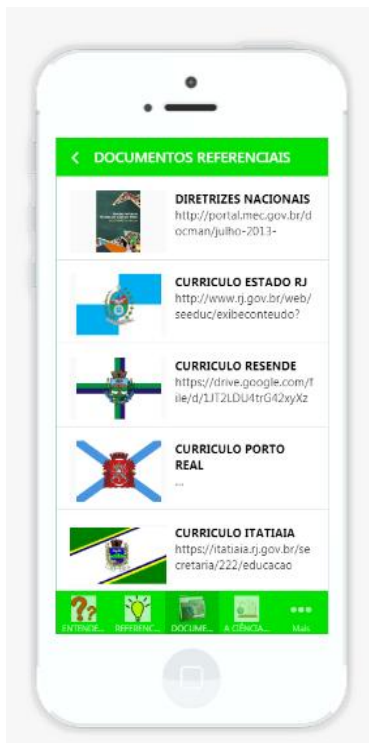 DOCUMENTOS REFERENCIAIS
DIRETRIZES NACIONAIS
http://portal.mec.gov.br/d
ocman/julho-2013-
CURRICULO ESTADO RJ
http://www.rj.gov.br/web/
seeduc/exibeconteudo?
CURRICULO RESENDE
https://drive.google.com/f
ile/d/1JT2LDU4trG42xyXz
CURRICULO PORTO
REAL
...
CURRICULO ITATIAIA
https://itatiaia.rj.gov.br/se
cretaria/222/educacao
ENTENDE... REFERENC... DOCUME... A CIÊNCIA... Mais